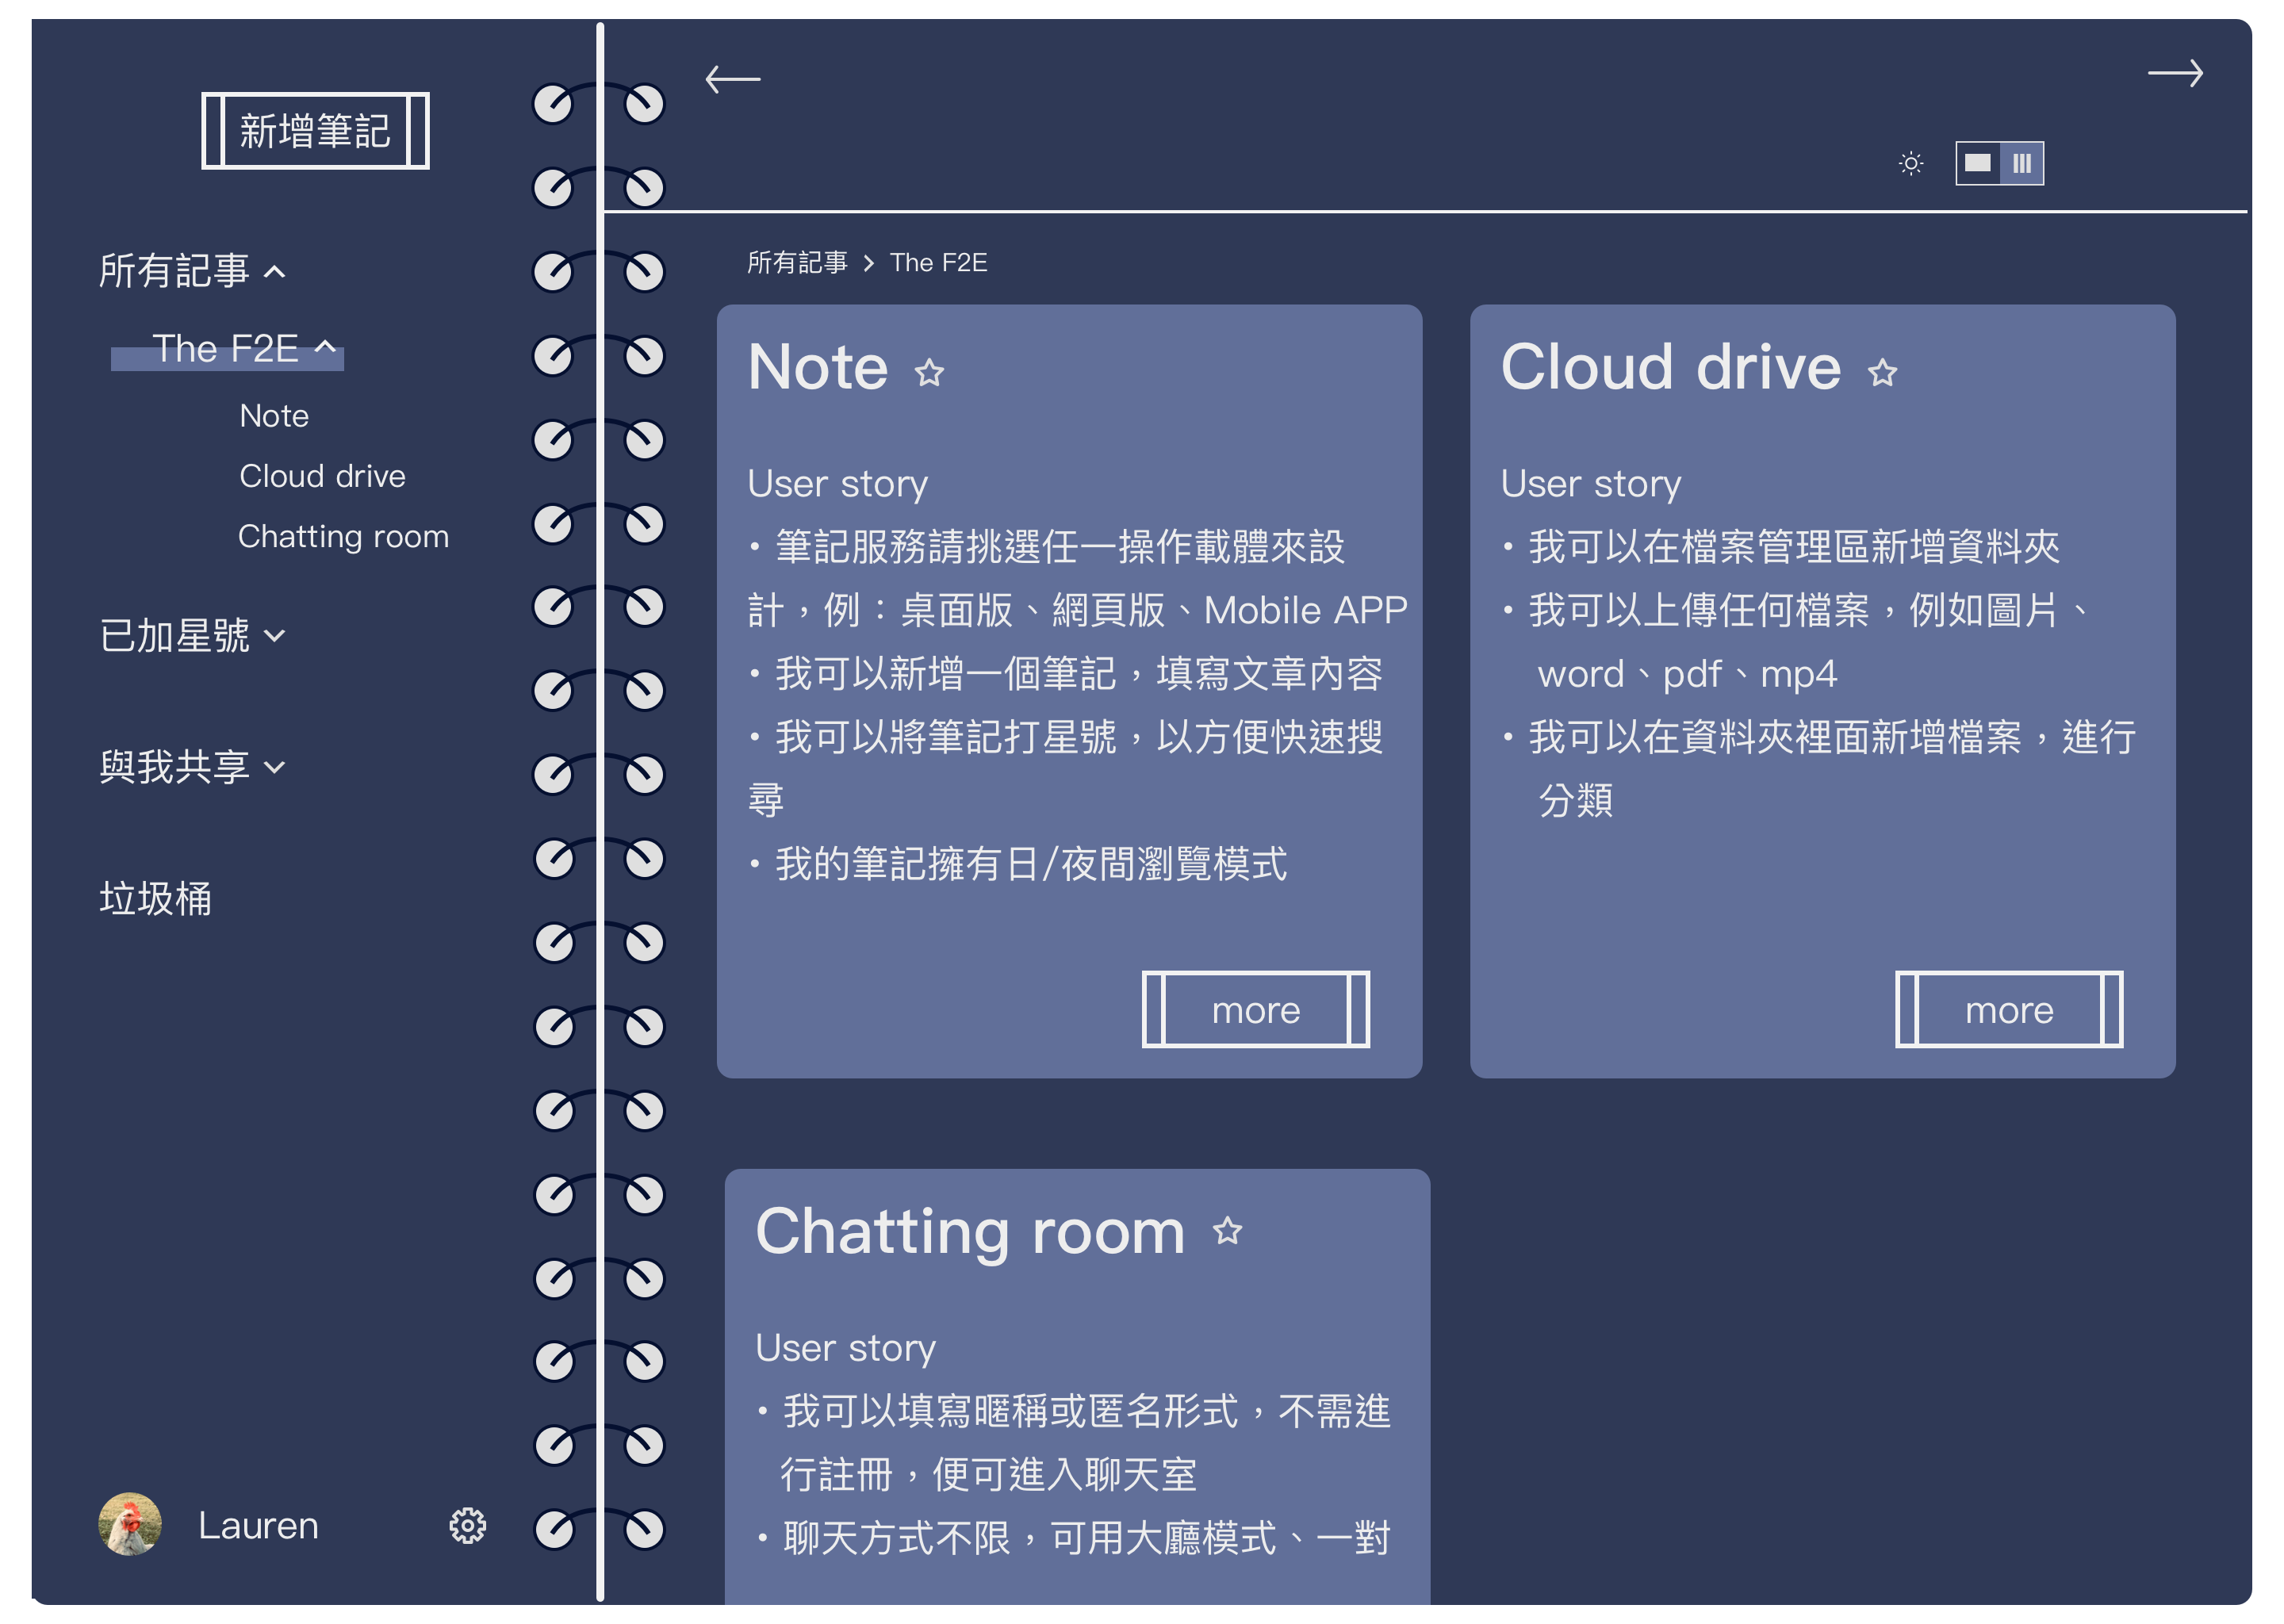 新增筆記
所有記事
The F2E
Note
Cloud drive
Chatting room
已加星號
與我共享
垃圾桶
Lauren
所有記事 > The F2E
Note
User story
・筆記服務請挑選任一操作載體來設
計，例：桌面版、網頁版、Mobile APP
・我可以新增一個筆記，填寫文章內容
・我可以將筆記打星號，以方便快速搜
尋
・我的筆記擁有日/夜間瀏覽模式
more
Cloud drive
User story
・我可以在檔案管理區新增資料夾
・我可以上傳任何檔案，例如圖片、
word、pdf、mp4
・我可以在資料夾裡面新增檔案，進行
分類
more
Chatting room
User story
・我可以填寫暱稱或匿名形式，不需進
行註冊，便可進入聊天室
・聊天方式不限，可用大廳模式、一對